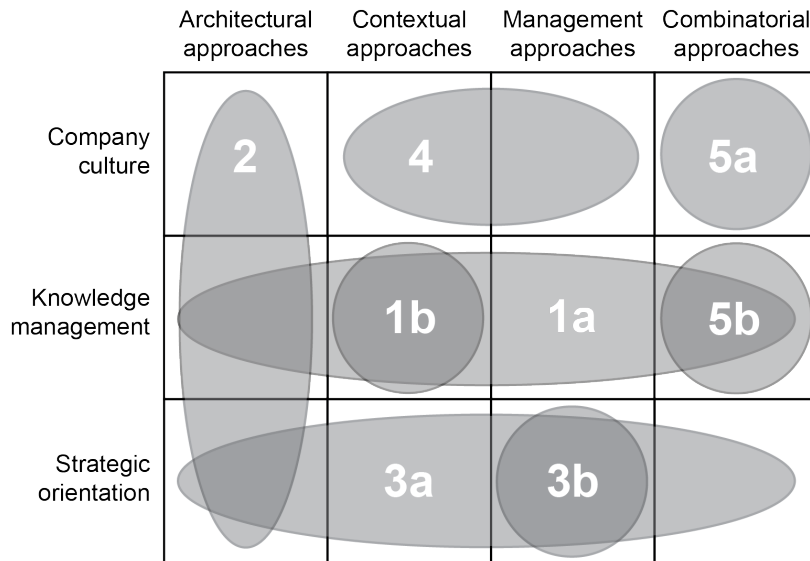 Architectural approaches
Contextual approaches
Management approaches
Combinatorial approaches
Company culture
2
4
5a
Knowledge management
1b
1a
5b
Strategic orientation
3a
3b